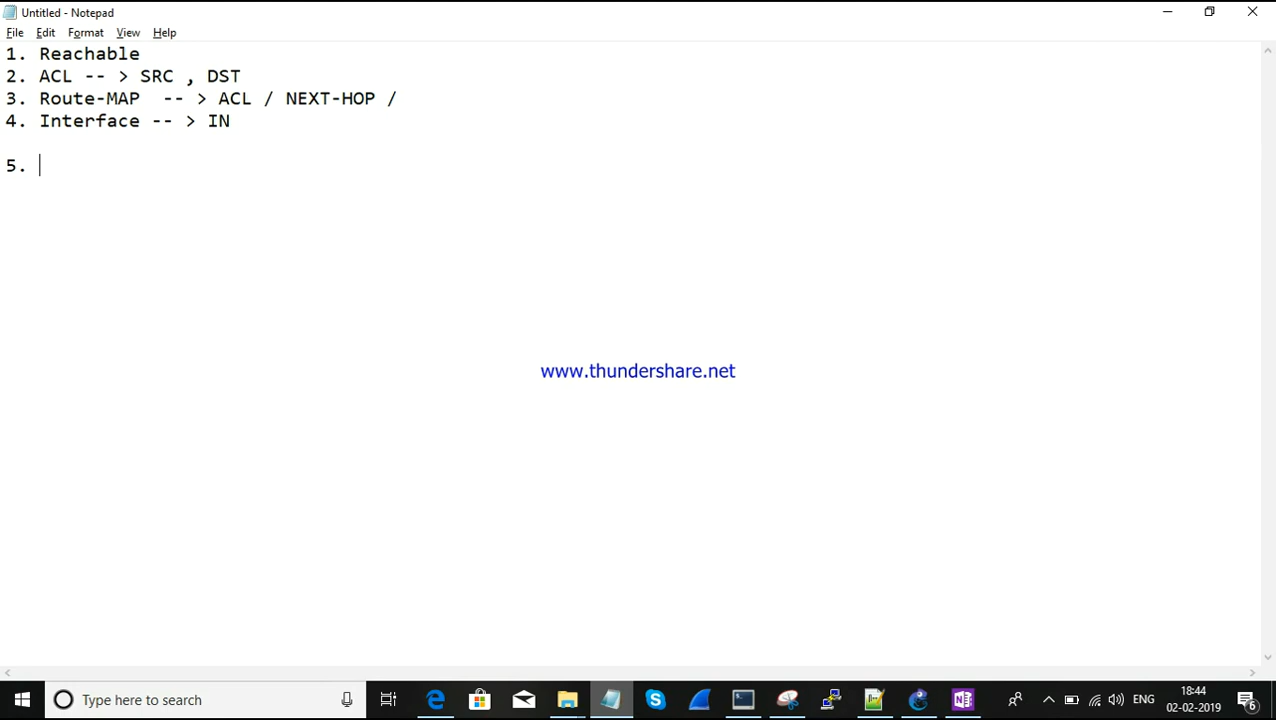 Untitled - Notepad
File Edit Format View Help
1. Reachable
2. ACL -- > SRC , DST
3. Route-MAP  -- > ACL / NEXT-HOP /
4. Interface -- > IN
5.
www.thundershare.net
Type here to search
ENG
18:44
02-02-2019
6